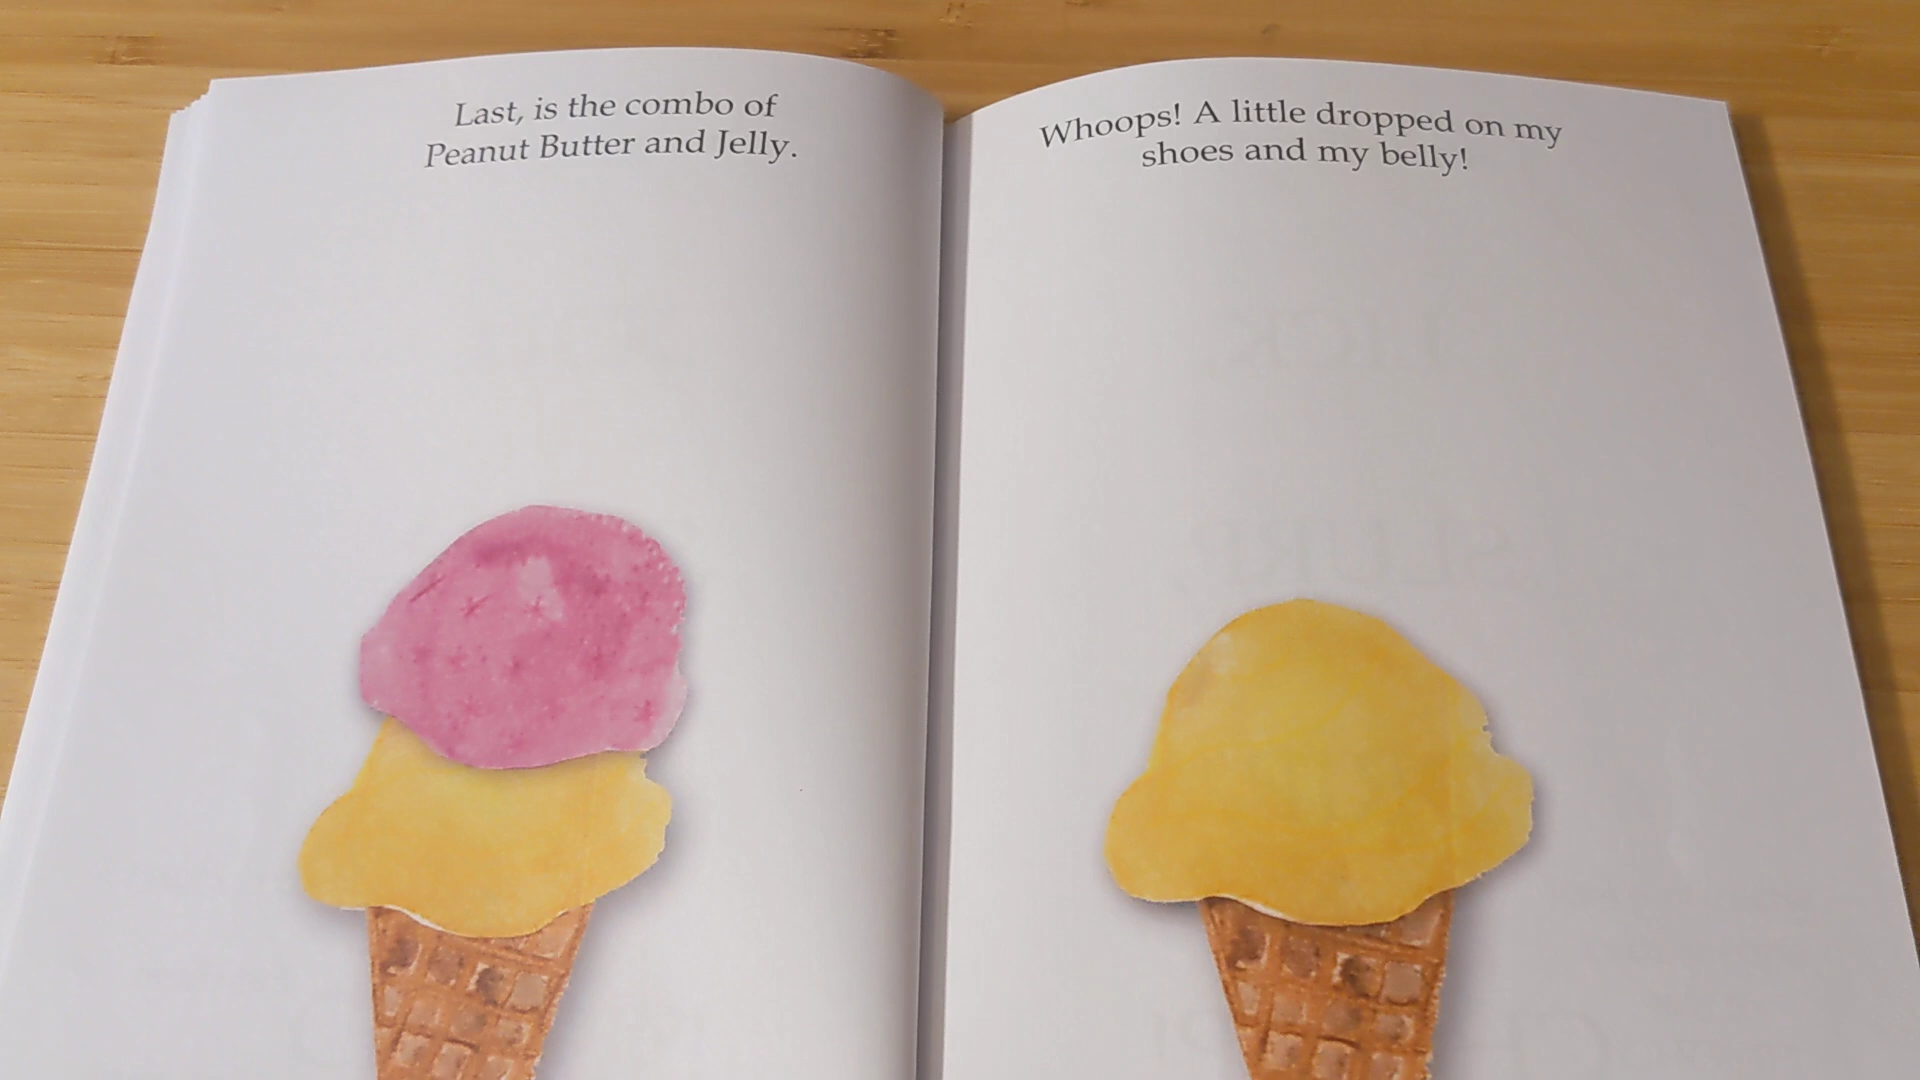 Last, is the combo of
Peanut Butter and Jelly.
Whoops! A little dropped on my
shoes and my belly!